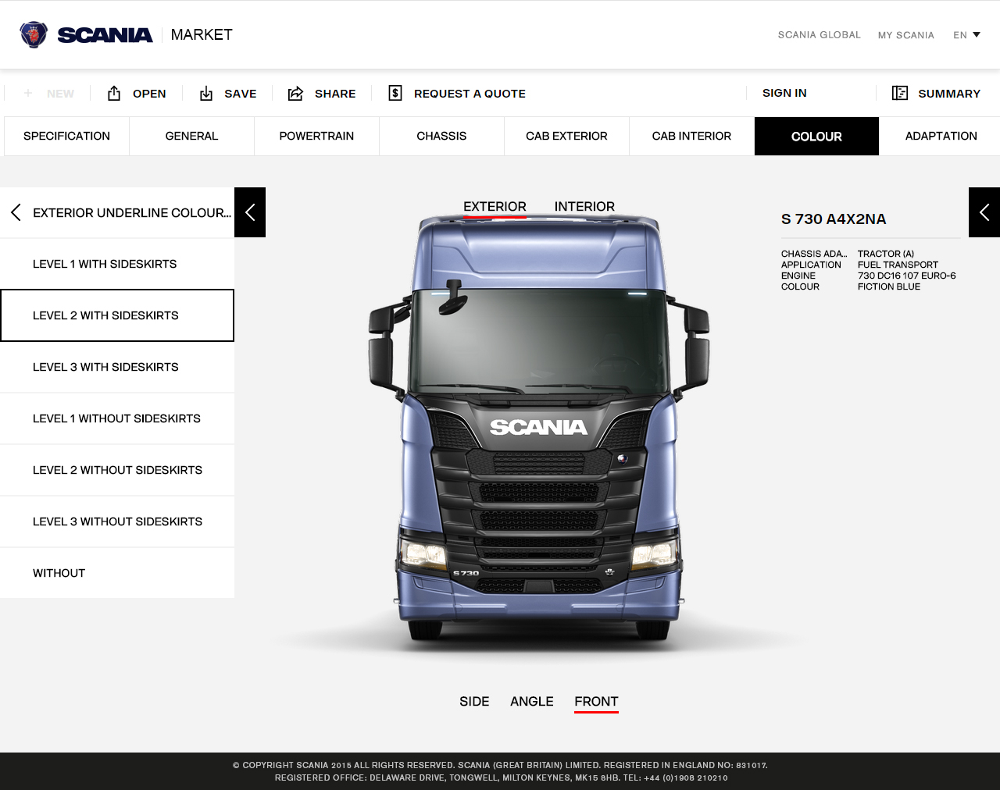 SCANIA MARKET
SCANIA GLOBAL MY SCANIA EN
+ NEW OPEN SAVE SHARE $ REQUEST A QUOTE SIGN IN SUMMARY
SPECIFICATION GENERAL POWERTRAIN CHASSIS CAB EXTERIOR CAB INTERIOR COLOUR ADAPTATION
EXTERIOR UNDERLINE COLOUR...
LEVEL 1 WITH SIDESKIRTS
LEVEL 2 WITH SIDESKIRTS
LEVEL 3 WITH SIDESKIRTS
LEVEL 1 WITHOUT SIDESKIRTS
LEVEL 2 WITHOUT SIDESKIRTS
LEVEL 3 WITHOUT SIDESKIRTS
WITHOUT
EXTERIOR INTERIOR
SCANIA
S 730
S 730 A4X2NA
CHASSIS ADA... TRACTOR (A)
APPLICATION FUEL TRANSPORT
ENGINE 730 DC16 107 EURO-6
COLOUR FICTION BLUE
SIDE ANGLE FRONT
© COPYRIGHT SCANIA 2015 ALL RIGHTS RESERVED. SCANIA (GREAT BRITAIN) LIMITED. REGISTERED IN ENGLAND NO: 831017.
REGISTERED OFFICE: DELAWARE DRIVE, TONGWELL, MILTON KEYNES, MK15 8HB. TEL: +44 (0)1908 210210